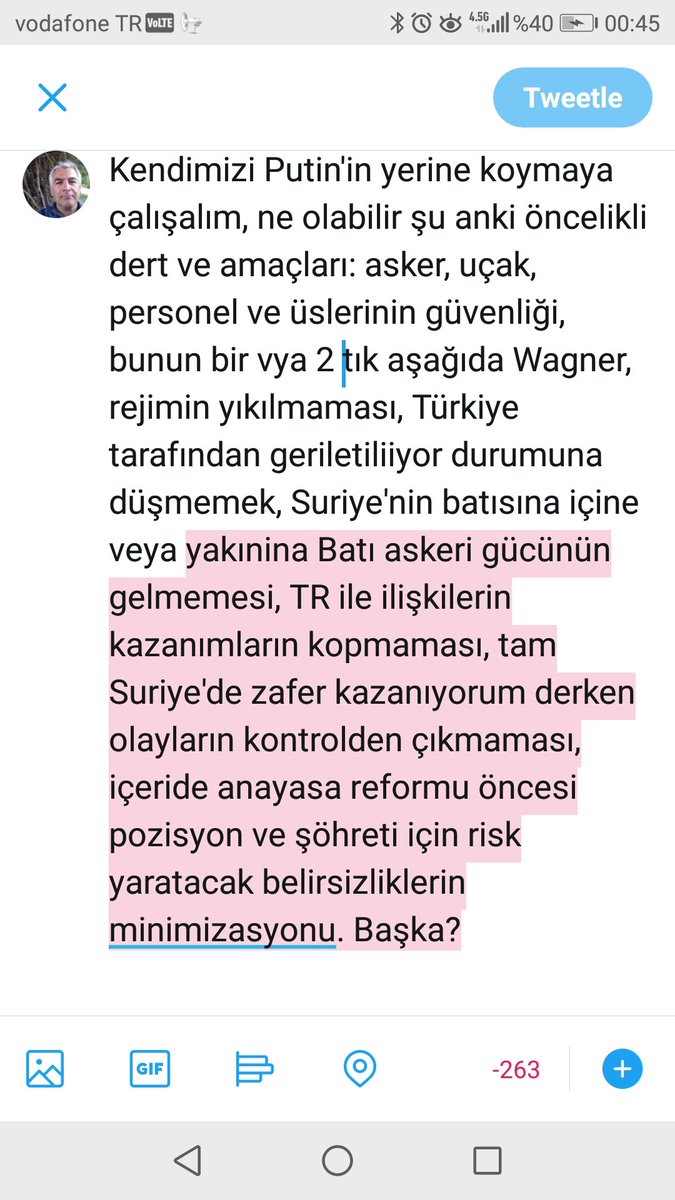 vodafone TR VoLTE 4.5G %40 00:45
Tweetle
Kendimizi Putin'in yerine koymaya
çalışalım, ne olabilir şu anki öncelikli
dert ve amaçları: asker, uçak,
personel ve üslerinin güvenliği,
bunun bir vya 2 tık aşağıda Wagner,
rejimin yıkılmaması, Türkiye
tarafından geriletiliiyor durumuna
düşmemek, Suriye'nin batısına içine
veya yakınina Batı askeri gücünün
gelmemesi, TR ile ilişkilerin
kazanımların kopmaması, tam
Suriye'de zafer kazanıyorum derken
olayların kontrolden çıkmaması,
içeride anayasa reformu öncesi
pozisyon ve şöhreti için risk
yaratacak belirsizliklerin
minimizasyonu. Başka?
GIF -263